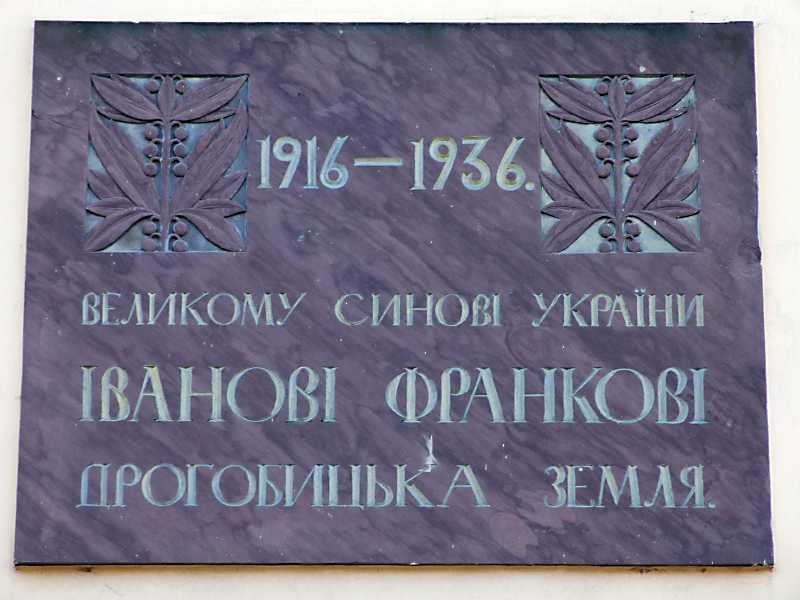 1916–1936.
ВЕЛИКОМУ СИНОВІ УКРАЇНИ
ІВАНОВІ ФРАНКОВІ
ДРОГОБИЦЬКА ЗЕМЛЯ.